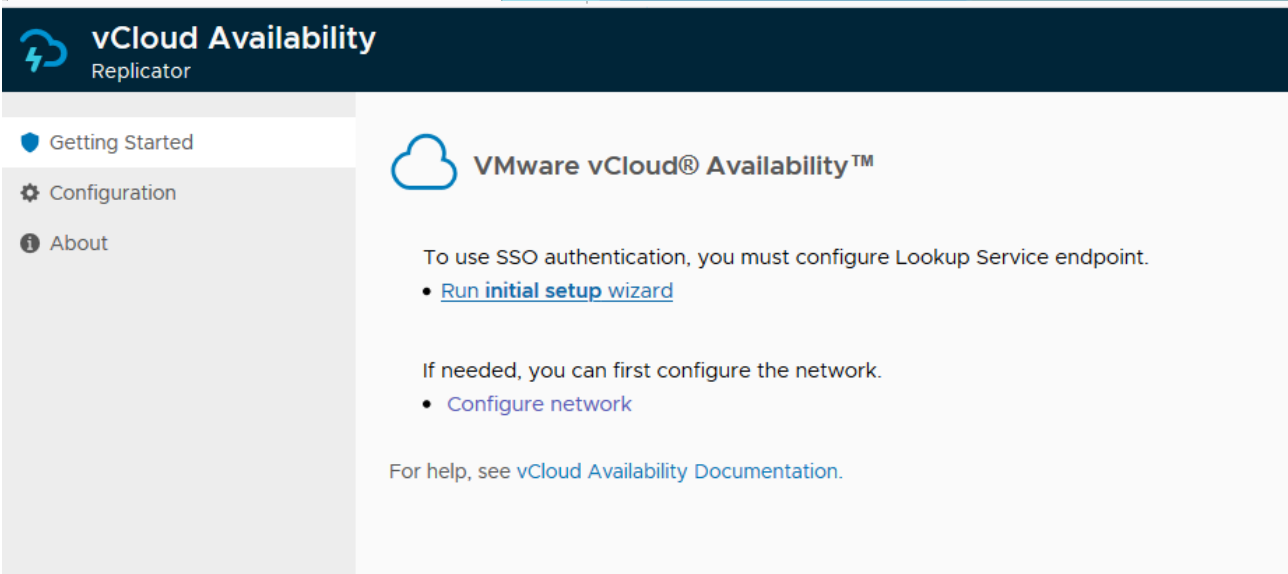 vCloud Availability
Replicator
Getting Started
Configuration
About
VMware vCloud® Availability™
To use SSO authentication, you must configure Lookup Service endpoint.
• Run initial setup wizard
If needed, you can first configure the network.
• Configure network
For help, see vCloud Availability Documentation.